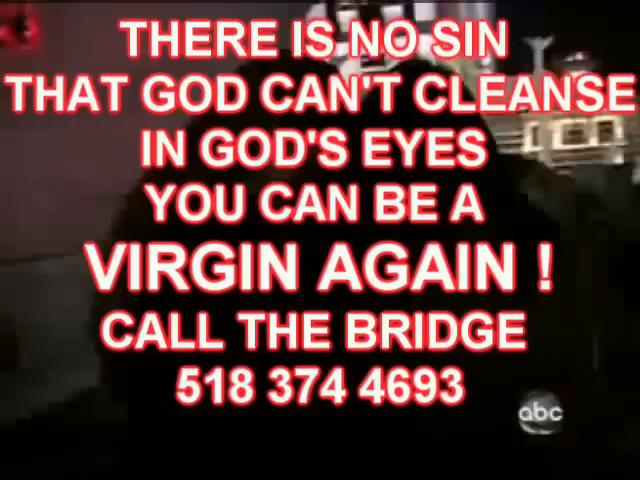 THERE IS NO SIN
THAT GOD CAN'T CLEANSE
IN GOD'S EYES
YOU CAN BE A
VIRGIN AGAIN !
CALL THE BRIDGE
518 374 4693
abc